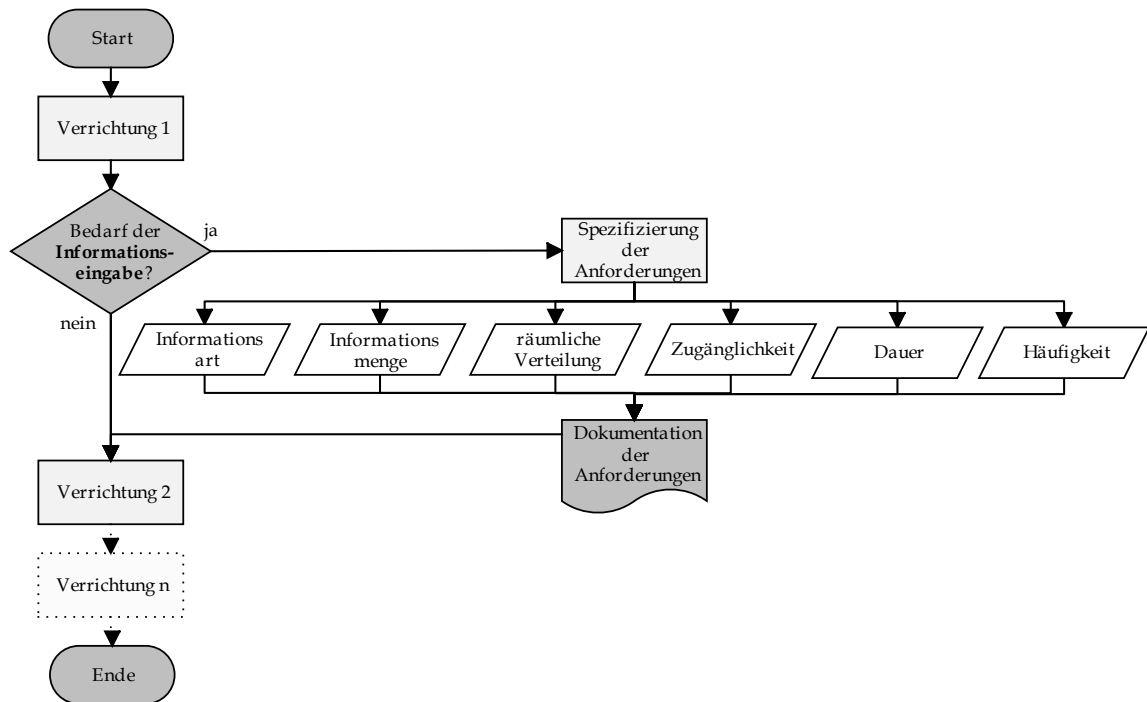 Start
Verrichtung 1
Bedarf der
Informations-
eingabe?
ja
nein
Spezifizierung
der
Anforderungen
Informations
art
Informations
menge
räumliche
Verteilung
Zugänglichkeit
Dauer
Häufigkeit
Dokumentation
der
Anforderungen
Verrichtung 2
Verrichtung n
Ende